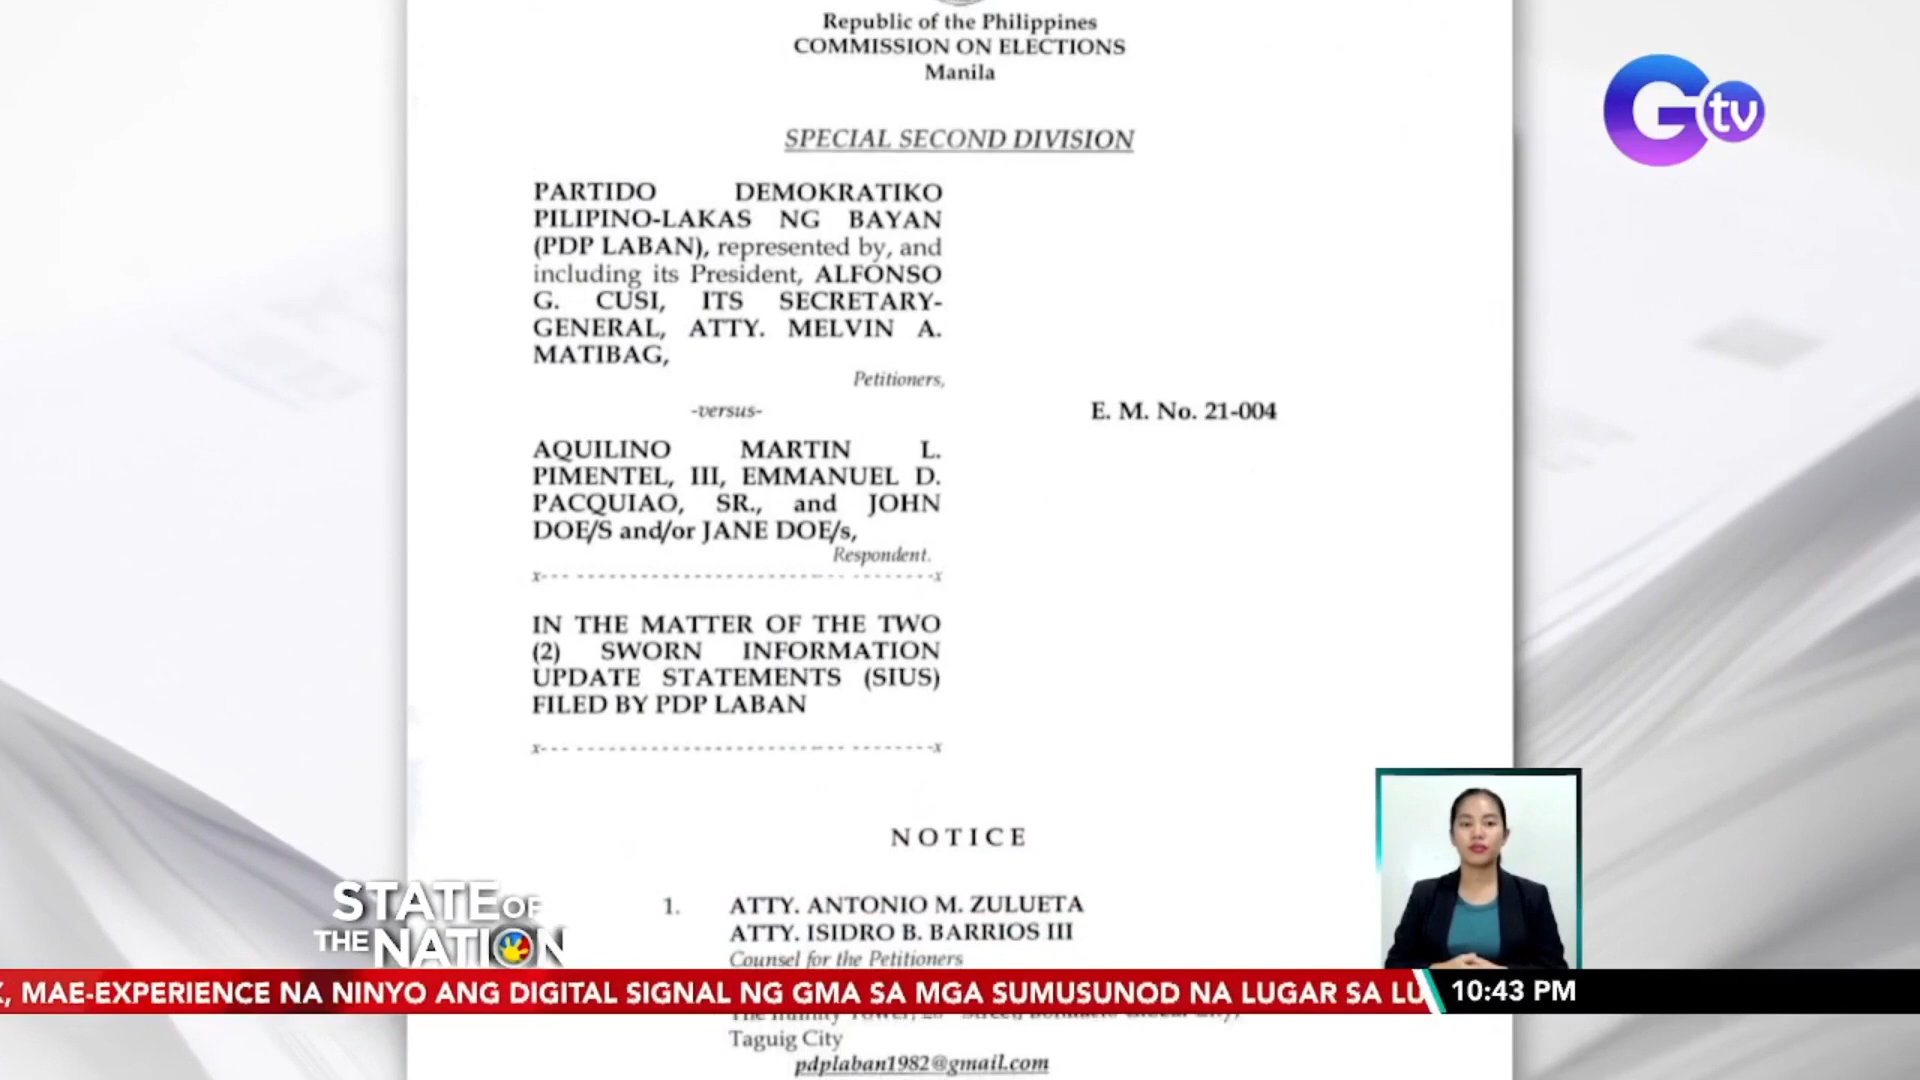 Republic of the Philippines
COMMISSION ON ELECTIONS
Manila
G tv
SPECIAL SECOND DIVISION
PARTIDO DEMOKRATIKO
PILIPINO-LAKAS NG BAYAN
(PDP LABAN), represented by, and
including its President, ALFONSO
G. CUSI, ITS SECRETARY-
GENERAL, ATTY. MELVIN A.
MATIBAG,
Petitioners,
-versus-
E. M. No. 21-004
AQUILINO MARTIN L.
PIMENTEL, III, EMMANUEL D.
PACQUIAO, SR., and JOHN
DOE/S and/or JANE DOE/s,
Respondent.
x--- ----------------------------- --------x
IN THE MATTER OF THE TWO
(2) SWORN INFORMATION
UPDATE STATEMENTS (SIUS)
FILED BY PDP LABAN
x--- ----------------------------- --------x
NOTICE
1. ATTY. ANTONIO M. ZULUETA
ATTY. ISIDRO B. BARRIOS III
Counsel for the Petitioners
STATE OF
THE NATION
, MAE-EXPERIENCE NA NINYO ANG DIGITAL SIGNAL NG GMA SA MGA SUMUSUNOD NA LUGAR SA LU
10:43 PM
Taguig City
pdplaban1982@gmail.com